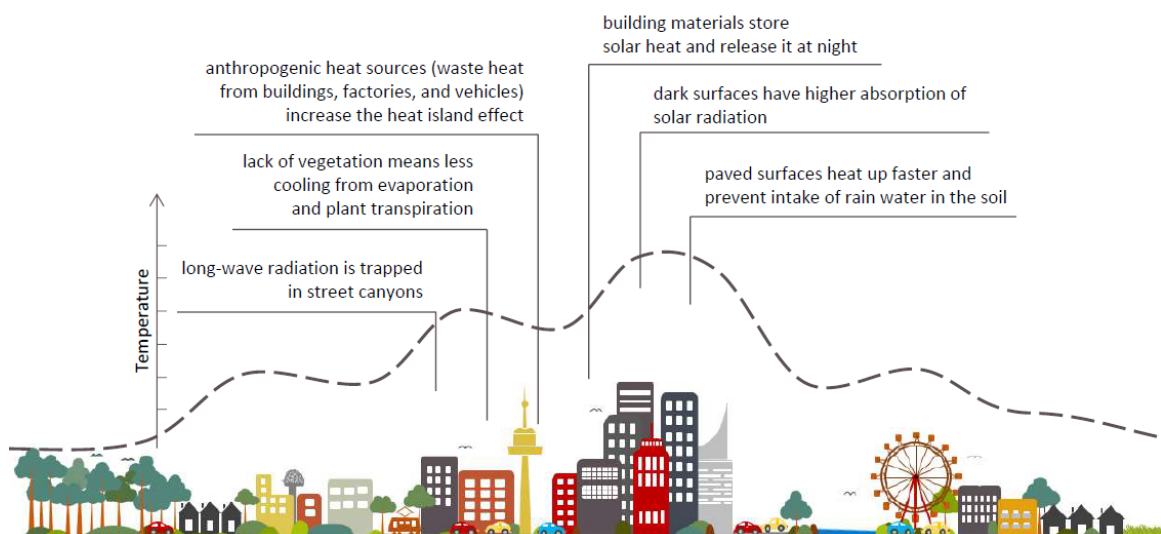 building materials store
solar heat and release it at night
anthropogenic heat sources (waste heat
from buildings, factories, and vehicles)
increase the heat island effect
dark surfaces have higher absorption of
solar radiation
lack of vegetation means less
cooling from evaporation
and plant transpiration
paved surfaces heat up faster and
prevent intake of rain water in the soil
long-wave radiation is trapped
in street canyons
Temperature